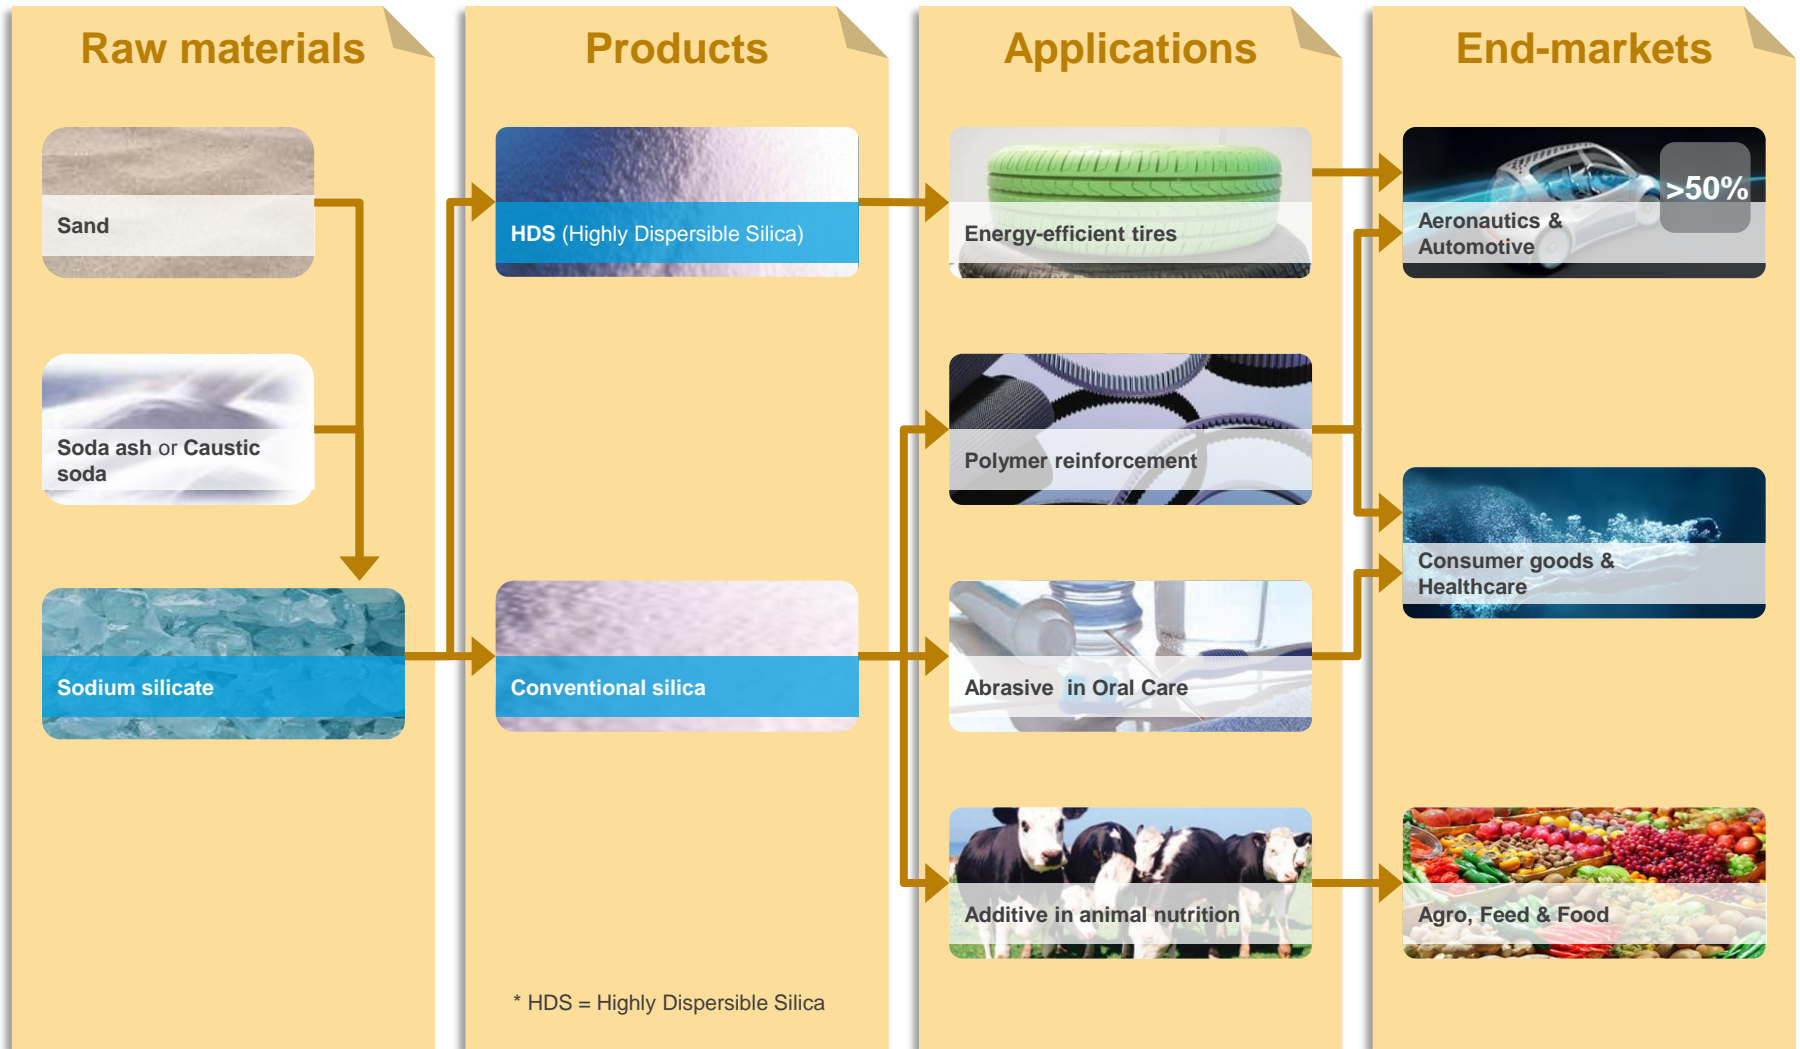 Raw materials
Sand
Soda ash or Caustic
soda
Sodium silicate
Products
HDS (Highly Dispersible Silica)
Conventional silica
* HDS = Highly Dispersible Silica
Applications
Energy-efficient tires
Polymer reinforcement
Abrasive  in Oral Care
Additive in animal nutrition
End-markets
>50%
Aeronautics &
Automotive
Consumer goods &
Healthcare
Agro, Feed & Food